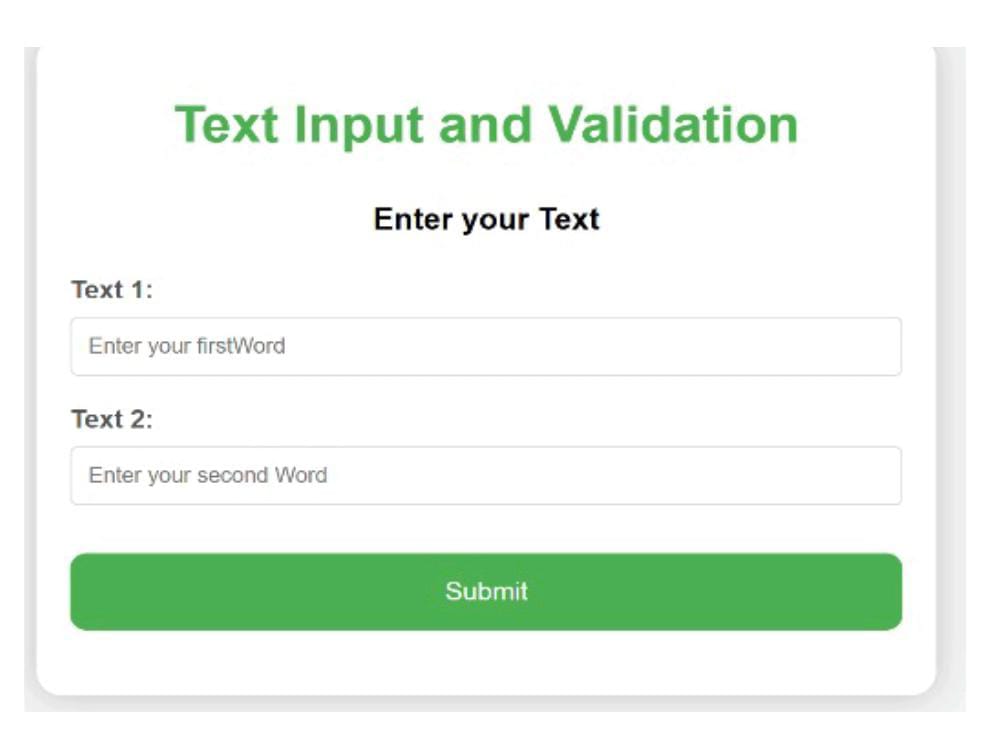 Text Input and Validation
Enter your Text
Text 1:
Enter your firstWord
Text 2:
Enter your second Word
Submit